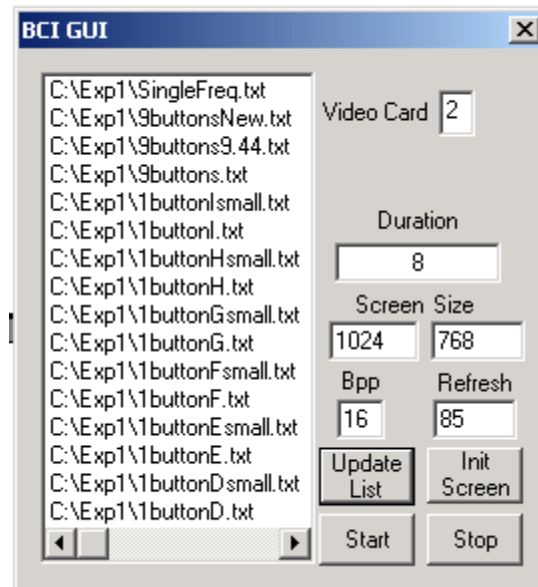 BCI GUI
C:\Exp1\SingleFreq.txt
C:\Exp1\9buttonsNew.txt
C:\Exp1\9buttons9.44.txt
C:\Exp1\9buttons.txt
C:\Exp1\1buttonIsmall.txt
C:\Exp1\1buttonI.txt
C:\Exp1\1buttonHsmall.txt
C:\Exp1\1buttonH.txt
C:\Exp1\1buttonGsmall.txt
C:\Exp1\1buttonG.txt
C:\Exp1\1buttonFsmall.txt
C:\Exp1\1buttonF.txt
C:\Exp1\1buttonEsmall.txt
C:\Exp1\1buttonE.txt
C:\Exp1\1buttonDsmall.txt
C:\Exp1\1buttonD.txt
Video Card 2
Duration
8
Screen Size
1024 768
Bpp Refresh
16 85
Update
List
Init
Screen
Start Stop